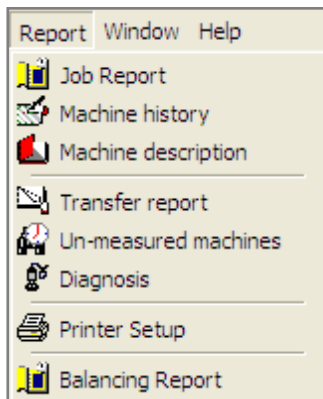 Report Window Help
Job Report
Machine history
Machine description
Transfer report
Un-measured machines
Diagnosis
Printer Setup
Balancing Report